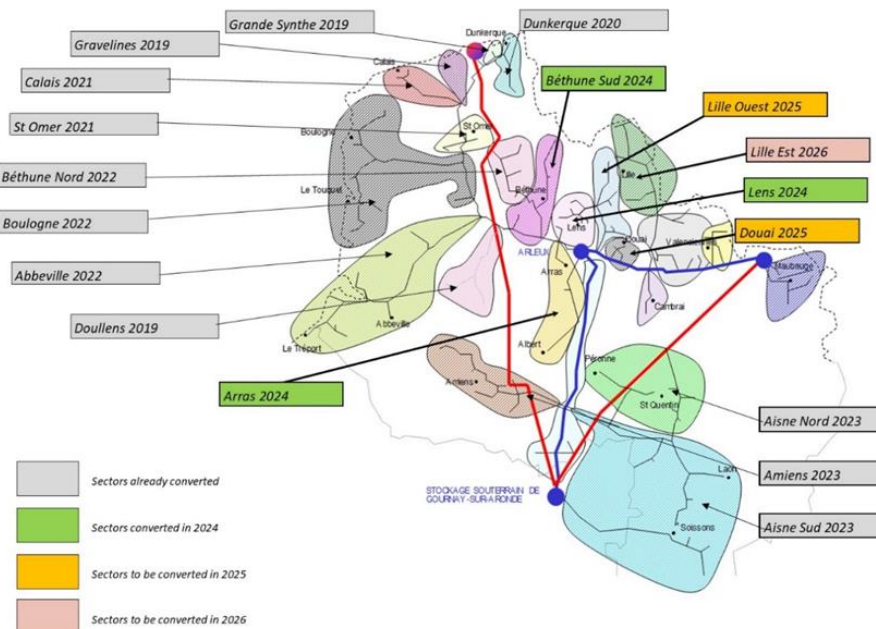 Grande Synthe 2019
Dunkerque 2020
Gravelines 2019
Calais 2021
St Omer 2021
Béthune Nord 2022
Boulogne 2022
Abbeville 2022
Doullens 2019
Arras 2024
Béthune Sud 2024
Lille Ouest 2025
Lille Est 2026
Lens 2024
Douai 2025
Aisne Nord 2023
Amiens 2023
Aisne Sud 2023
Dunkerque
Calais
Boulogne
St Omer
Le Touquet
Béthune
Lille
Lens
Douai
ARLEUX
Arras
Maubeuge
Cambrai
Abbeville
Le Tréport
Albert
Amiens
Péronne
St Quentin
Laon
Soissons
STOCKAGE SOUTERRAIN DE
GOURNAY-SUR-ARONDE
Sectors already converted
Sectors converted in 2024
Sectors to be converted in 2025
Sectors to be converted in 2026